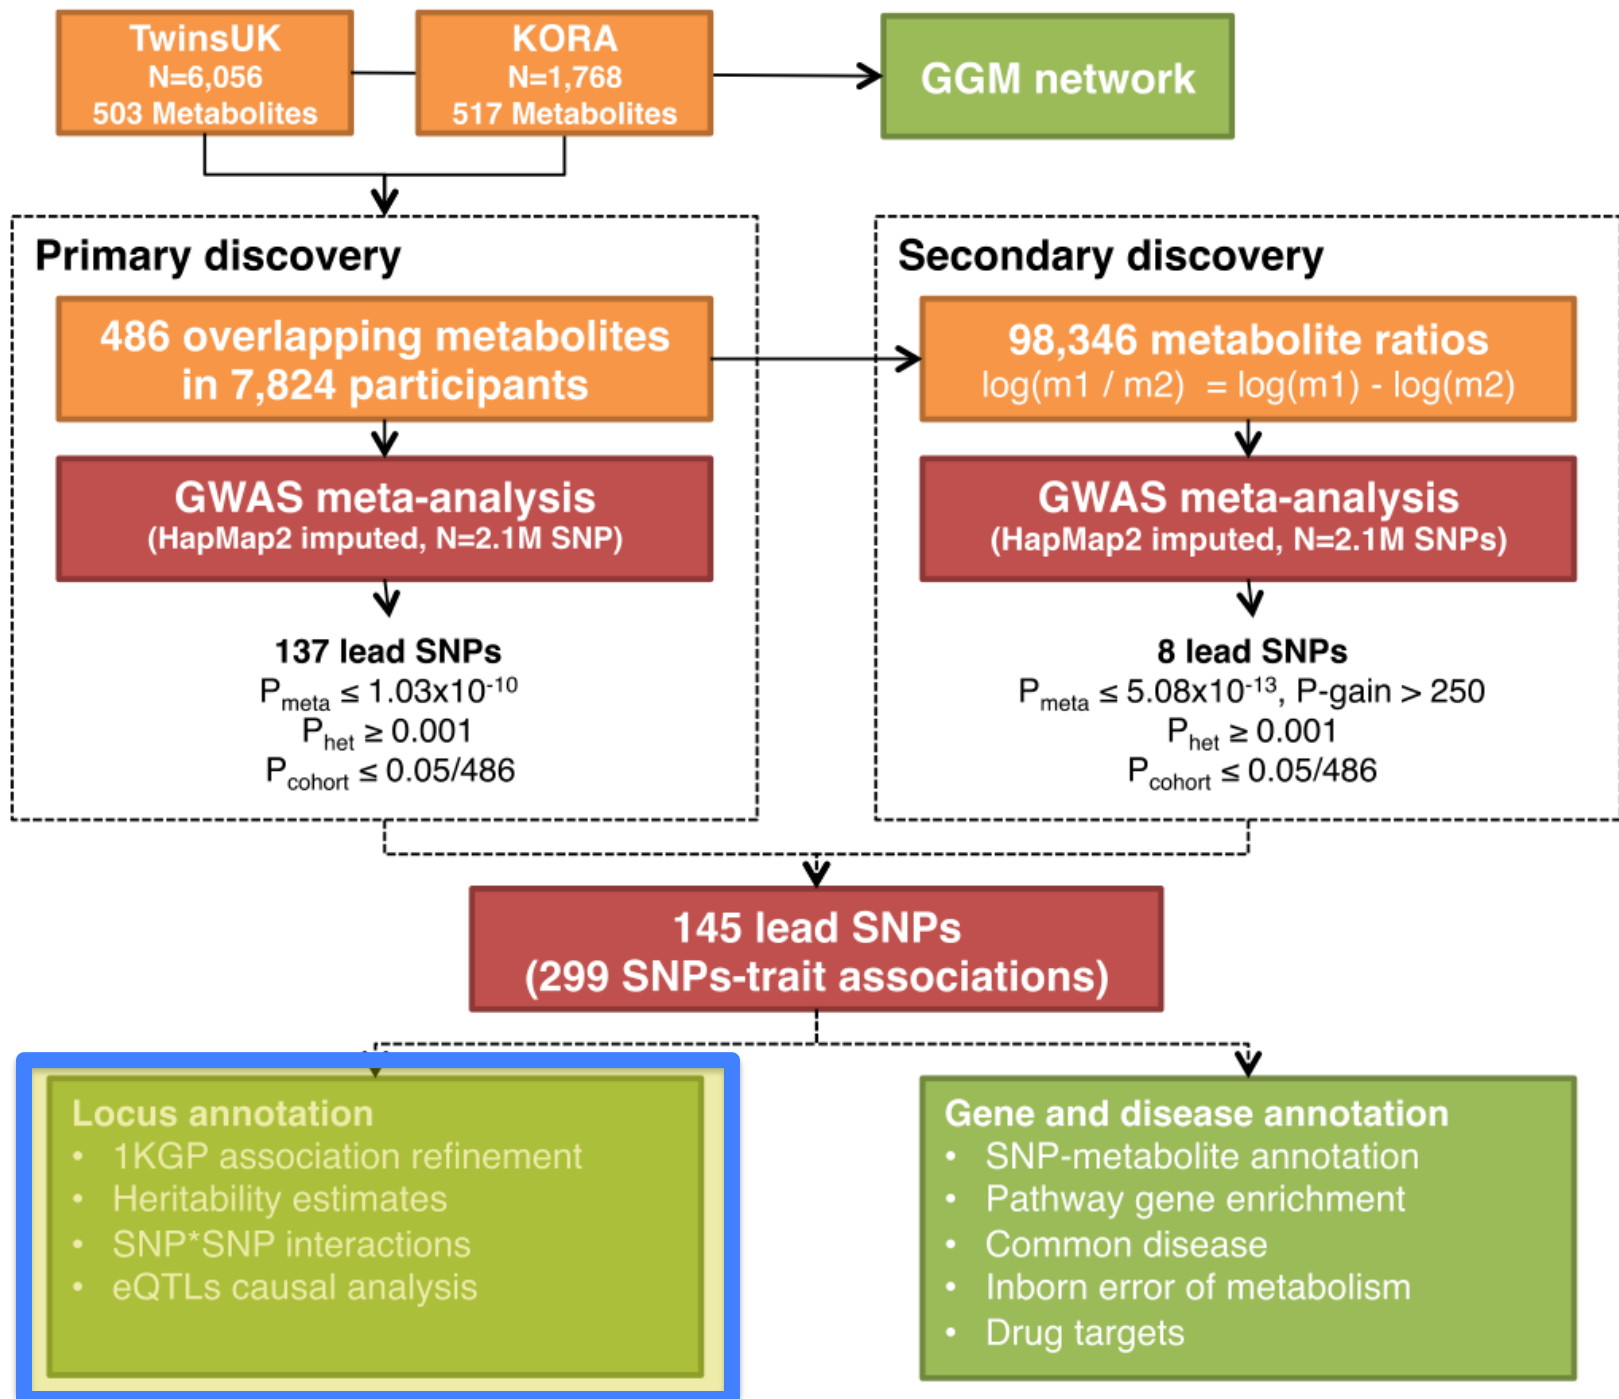 TwinsUK
N=6,056
503 Metabolites
KORA
N=1,768
517 Metabolites
GGM network
Primary discovery
486 overlapping metabolites
in 7,824 participants
GWAS meta-analysis
(HapMap2 imputed, N=2.1M SNP)
137 lead SNPs
Pmeta ≤ 1.03x10-10
Phet ≥ 0.001
Pcohort ≤ 0.05/486
Secondary discovery
98,346 metabolite ratios
log(m1 / m2) = log(m1) - log(m2)
GWAS meta-analysis
(HapMap2 imputed, N=2.1M SNPs)
8 lead SNPs
Pmeta ≤ 5.08x10-13, P-gain > 250
Phet ≥ 0.001
Pcohort ≤ 0.05/486
145 lead SNPs
(299 SNPs-trait associations)
Locus annotation
• 1KGP association refinement
• Heritability estimates
• SNP*SNP interactions
• eQTLs causal analysis
Gene and disease annotation
• SNP-metabolite annotation
• Pathway gene enrichment
• Common disease
• Inborn error of metabolism
• Drug targets